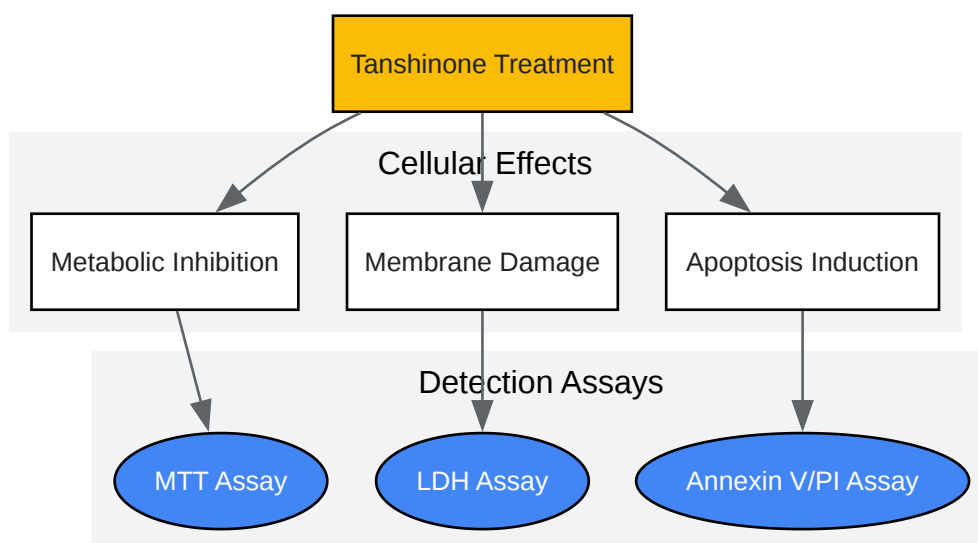 Tanshinone Treatment
Cellular Effects
Metabolic Inhibition
Membrane Damage
Apoptosis Induction
Detection Assays
MTT Assay
LDH Assay
Annexin V/PI Assay